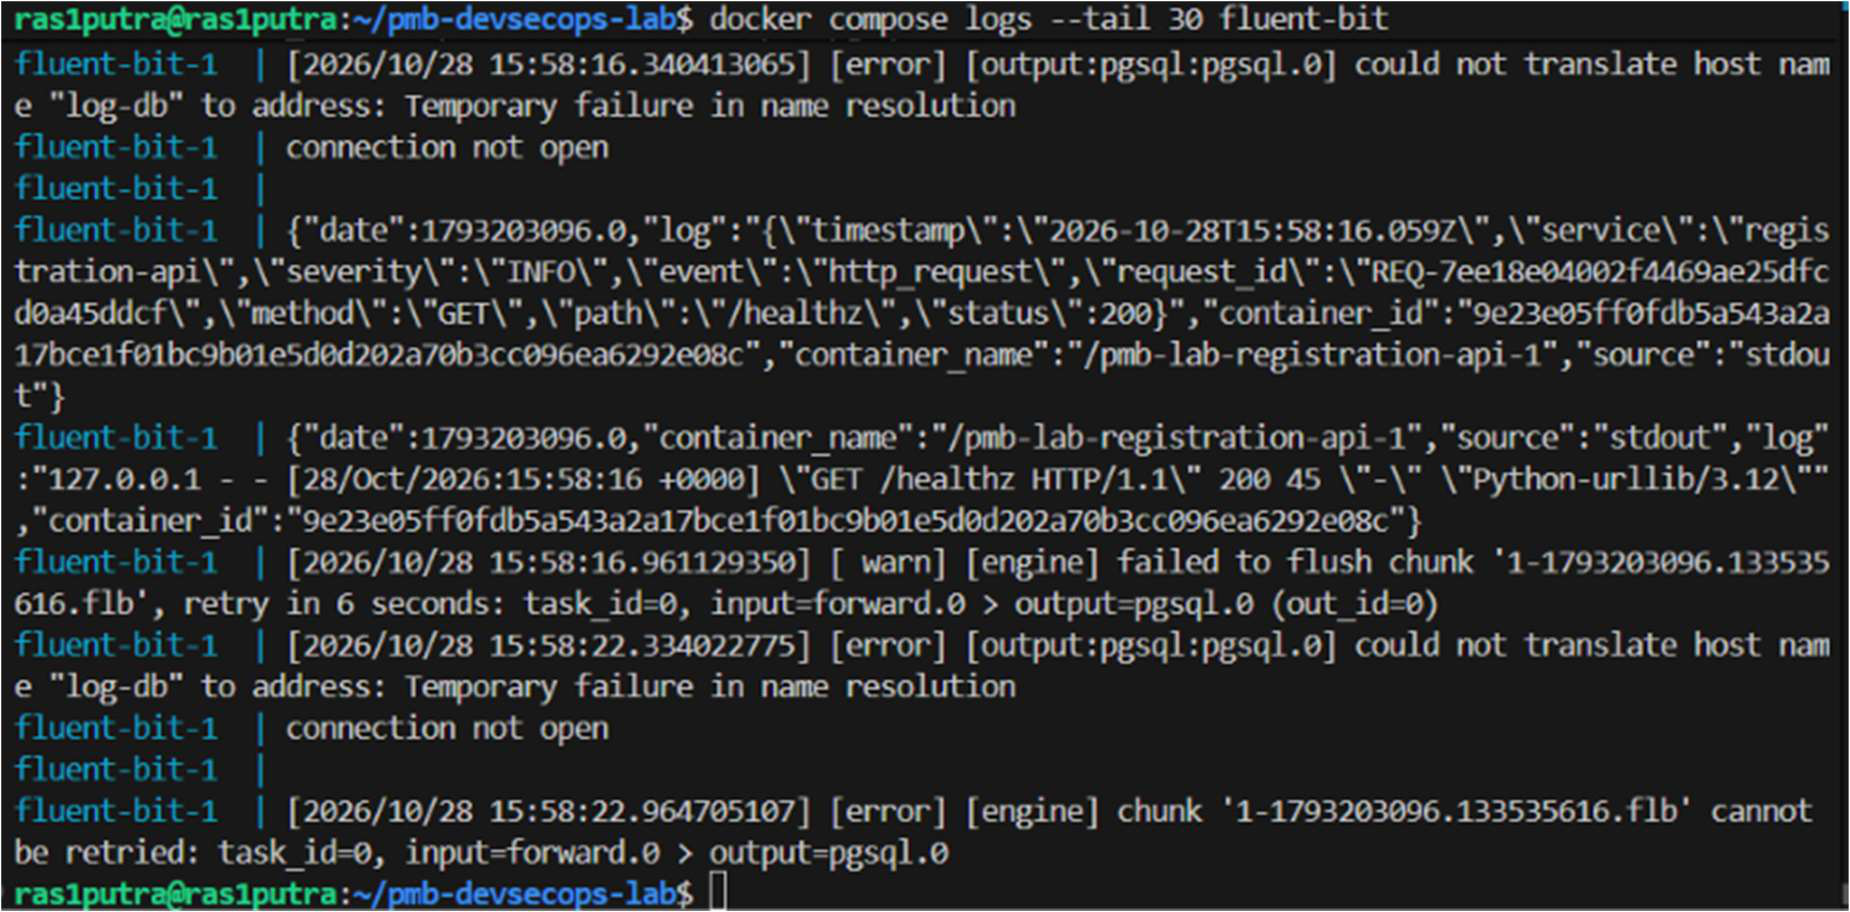 ras1putra@ras1putra:~/pmb-devsecops-lab$ docker compose logs --tail 30 fluent-bit
fluent-bit-1  | [2026/10/28 15:58:16.340413065] [error] [output:pgsql:pgsql.0] could not translate host nam
e "log-db" to address: Temporary failure in name resolution
fluent-bit-1  | connection not open
fluent-bit-1  |
fluent-bit-1  | {"date":1793203096.0,"log":"{\"timestamp\":\"2026-10-28T15:58:16.059Z\",\"service\":\"regis
tration-api\",\"severity\":\"INFO\",\"event\":\"http_request\",\"request_id\":\"REQ-7ee18e04002f4469ae25dfc
d0a45ddcf\",\"method\":\"GET\",\"path\":\"/healthz\",\"status\":200}","container_id":"9e23e05ff0fdb5a543a2a
17bce1f01bc9b01e5d0d202a70b3cc096ea6292e08c","container_name":"/pmb-lab-registration-api-1","source":"stdou
t"}
fluent-bit-1  | {"date":1793203096.0,"container_name":"/pmb-lab-registration-api-1","source":"stdout","log"
:"127.0.0.1 - - [28/Oct/2026:15:58:16 +0000] \"GET /healthz HTTP/1.1\" 200 45 \"-\" \"Python-urllib/3.12\""
,"container_id":"9e23e05ff0fdb5a543a2a17bce1f01bc9b01e5d0d202a70b3cc096ea6292e08c"}
fluent-bit-1  | [2026/10/28 15:58:16.961129350] [ warn] [engine] failed to flush chunk '1-1793203096.133535
616.flb', retry in 6 seconds: task_id=0, input=forward.0 > output=pgsql.0 (out_id=0)
fluent-bit-1  | [2026/10/28 15:58:22.334022775] [error] [output:pgsql:pgsql.0] could not translate host nam
e "log-db" to address: Temporary failure in name resolution
fluent-bit-1  | connection not open
fluent-bit-1  |
fluent-bit-1  | [2026/10/28 15:58:22.964705107] [error] [engine] chunk '1-1793203096.133535616.flb' cannot
be retried: task_id=0, input=forward.0 > output=pgsql.0
ras1putra@ras1putra:~/pmb-devsecops-lab$